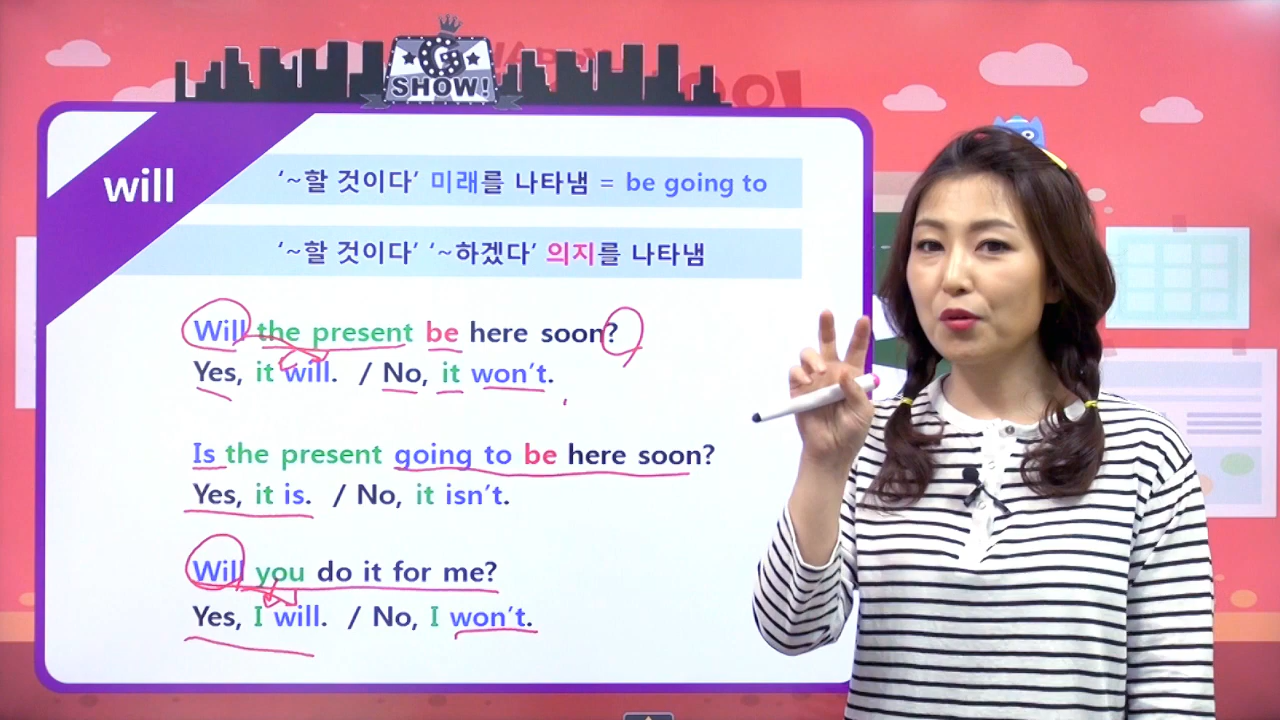 G
SHOW!
will
‘~할 것이다’ 미래를 나타냄 = be going to
‘~할 것이다’ ‘~하겠다’ 의지를 나타냄
Will the present be here soon?
Yes, it will. / No, it won’t.
Is the present going to be here soon?
Yes, it is. / No, it isn’t.
Will you do it for me?
Yes, I will. / No, I won’t.